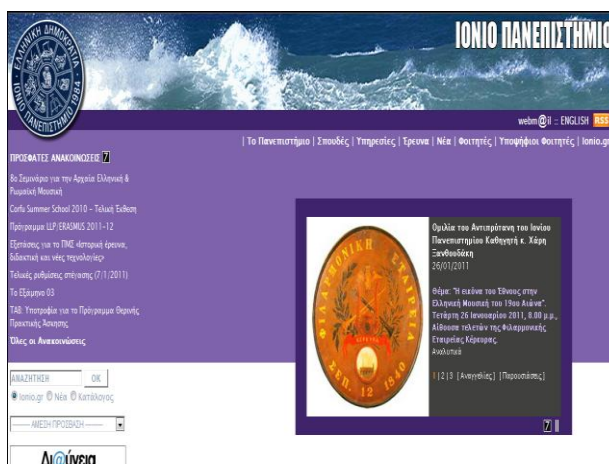 ΙΟΝΙΟ ΠΑΝΕΠΙΣΤΗΜΙΟ
ΕΛΛΗΝΙΚΗ ΔΗΜΟΚΡΑΤΙΑ
ΙΟΝΙΟ ΠΑΝΕΠΙΣΤΗΜΙΟ 1984
webm@il :: ENGLISH RSS
| Το Πανεπιστήμιο | Σπουδές | Υπηρεσίες | Έρευνα | Νέα | Φοιτητές | Υποψήφιοι Φοιτητές | Ionio.gr
ΠΡΟΣΦΑΤΕΣ ΑΝΑΚΟΙΝΩΣΕΙΣ
8ο Σεμινάριο για την Αρχαία Ελληνική &
Ρωμαϊκή Μουσική
Corfu Summer School 2010 – Τελική Έκθεση
Πρόγραμμα LLP/ERASMUS 2011-12
Εξετάσεις για το ΠΜΣ «Ιστορική έρευνα,
διδακτική και νέες τεχνολογίες»
Τελικές ρυθμίσεις στέγασης (7/1/2011)
Το Εξάμηνο 03
ΤΑΒ: Υποτροφία για το Πρόγραμμα Θερινής
Πρακτικής Άσκησης
Όλες οι Ανακοινώσεις
ΑΝΑΖΗΤΗΣΗ OK
Ionio.gr Νέα Κατάλογος
-------- ΑΜΕΣΗ ΠΡΟΣΒΑΣΗ --------
Δι@ύγεια
ΦΙΛΑΡΜΟΝΙΚΗ ΕΤΑΙΡΕΙΑ
ΚΕΡΚΥΡΑ
ΣΕΠ. 12 1840
Ομιλία του Αντιπρύτανη του Ιονίου
Πανεπιστημίου Καθηγητή κ. Χάρη
Ξανθουδάκη
26/01/2011
Θέμα: "Η εικόνα του Έθνους στην
Ελληνική Μουσική του 19ου Αιώνα".
Τετάρτη 26 Ιανουαρίου 2011, 8.00 μ.μ.,
Αίθουσα τελετών της Φιλαρμονικής
Εταιρείας Κέρκυρας.
Αναλυτικά
1 | 2 | 3 [Αναγγελίες] [Παρουσιάσεις]